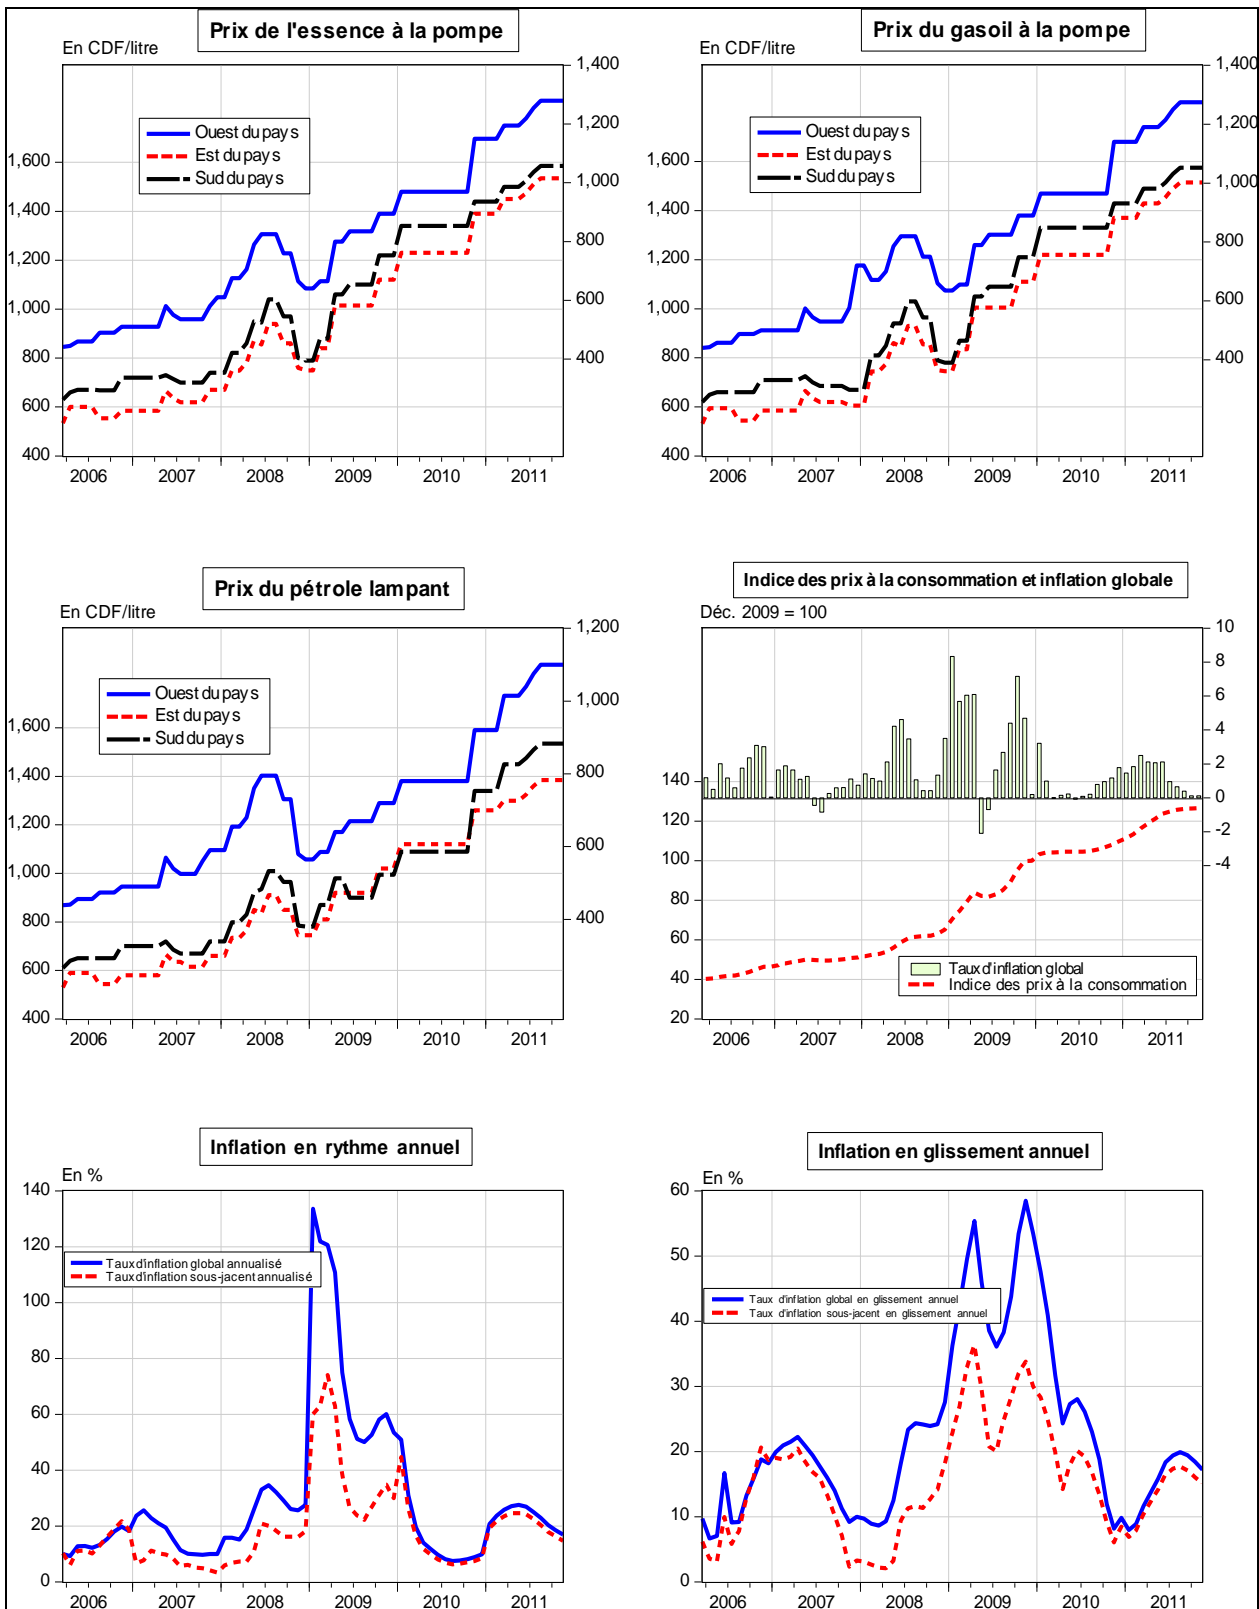 Prix de l'essence à la pompe
En CDF/litre
1,400
1,200
1,000
800
600
400
Ouest du pays
Est du pays
Sud du pays
1,600
1,400
1,200
1,000
800
600
400
2006 2007 2008 2009 2010 2011
Prix du gasoil à la pompe
En CDF/litre
1,400
1,200
1,000
800
600
400
Ouest du pays
Est du pays
Sud du pays
1,600
1,400
1,200
1,000
800
600
400
2006 2007 2008 2009 2010 2011
Prix du pétrole lampant
En CDF/litre
1,200
1,000
800
600
400
Ouest du pays
Est du pays
Sud du pays
1,600
1,400
1,200
1,000
800
600
400
2006 2007 2008 2009 2010 2011
Indice des prix à la consommation et inflation globale
Déc. 2009 = 100
10
8
6
4
2
0
-2
-4
140
120
100
80
60
40
20
Taux d'inflation global
Indice des prix à la consommation
2006 2007 2008 2009 2010 2011
Inflation en rythme annuel
En %
140
120
100
80
60
40
20
0
Taux d'inflation global annualisé
Taux d'inflation sous-jacent annualisé
2006 2007 2008 2009 2010 2011
Inflation en glissement annuel
En %
60
50
40
30
20
10
0
Taux d'inflation global en glissement annuel
Taux d'inflation sous-jacent en glissement annuel
2006 2007 2008 2009 2010 2011